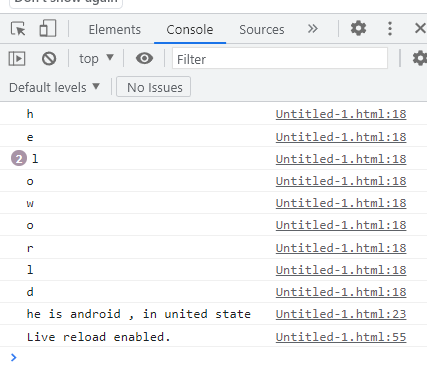 Don't show again
Elements Console Sources »
top ▼ Filter
Default levels ▼ No Issues
h Untitled-1.html:18
e Untitled-1.html:18
2 l Untitled-1.html:18
o Untitled-1.html:18
w Untitled-1.html:18
o Untitled-1.html:18
r Untitled-1.html:18
l Untitled-1.html:18
d Untitled-1.html:18
he is android , in united state Untitled-1.html:23
Live reload enabled. Untitled-1.html:55
>